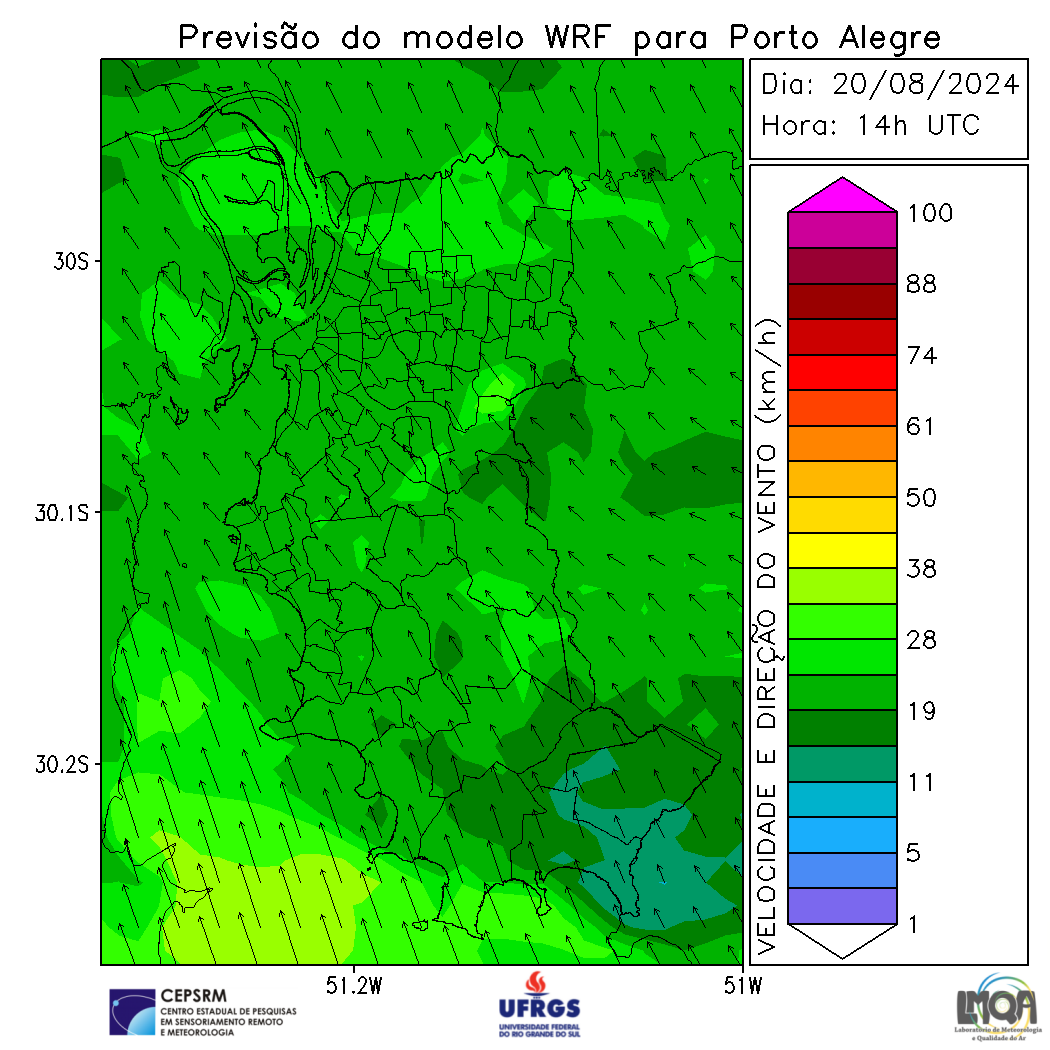 Previsão do modelo WRF para Porto Alegre
Dia: 20/08/2024
Hora: 14h UTC
30S
30.1S
30.2S
51.2W
51W
VELOCIDADE E DIREÇÃO DO VENTO (km/h)
100
88
74
61
50
38
28
19
11
5
1
CEPSRM
CENTRO ESTADUAL DE PESQUISAS
EM SENSORIAMENTO REMOTO
E METEOROLOGIA
UFRGS
UNIVERSIDADE FEDERAL
DO RIO GRANDE DO SUL
LMQA
Laboratório de Meteorologia
e Qualidade do Ar